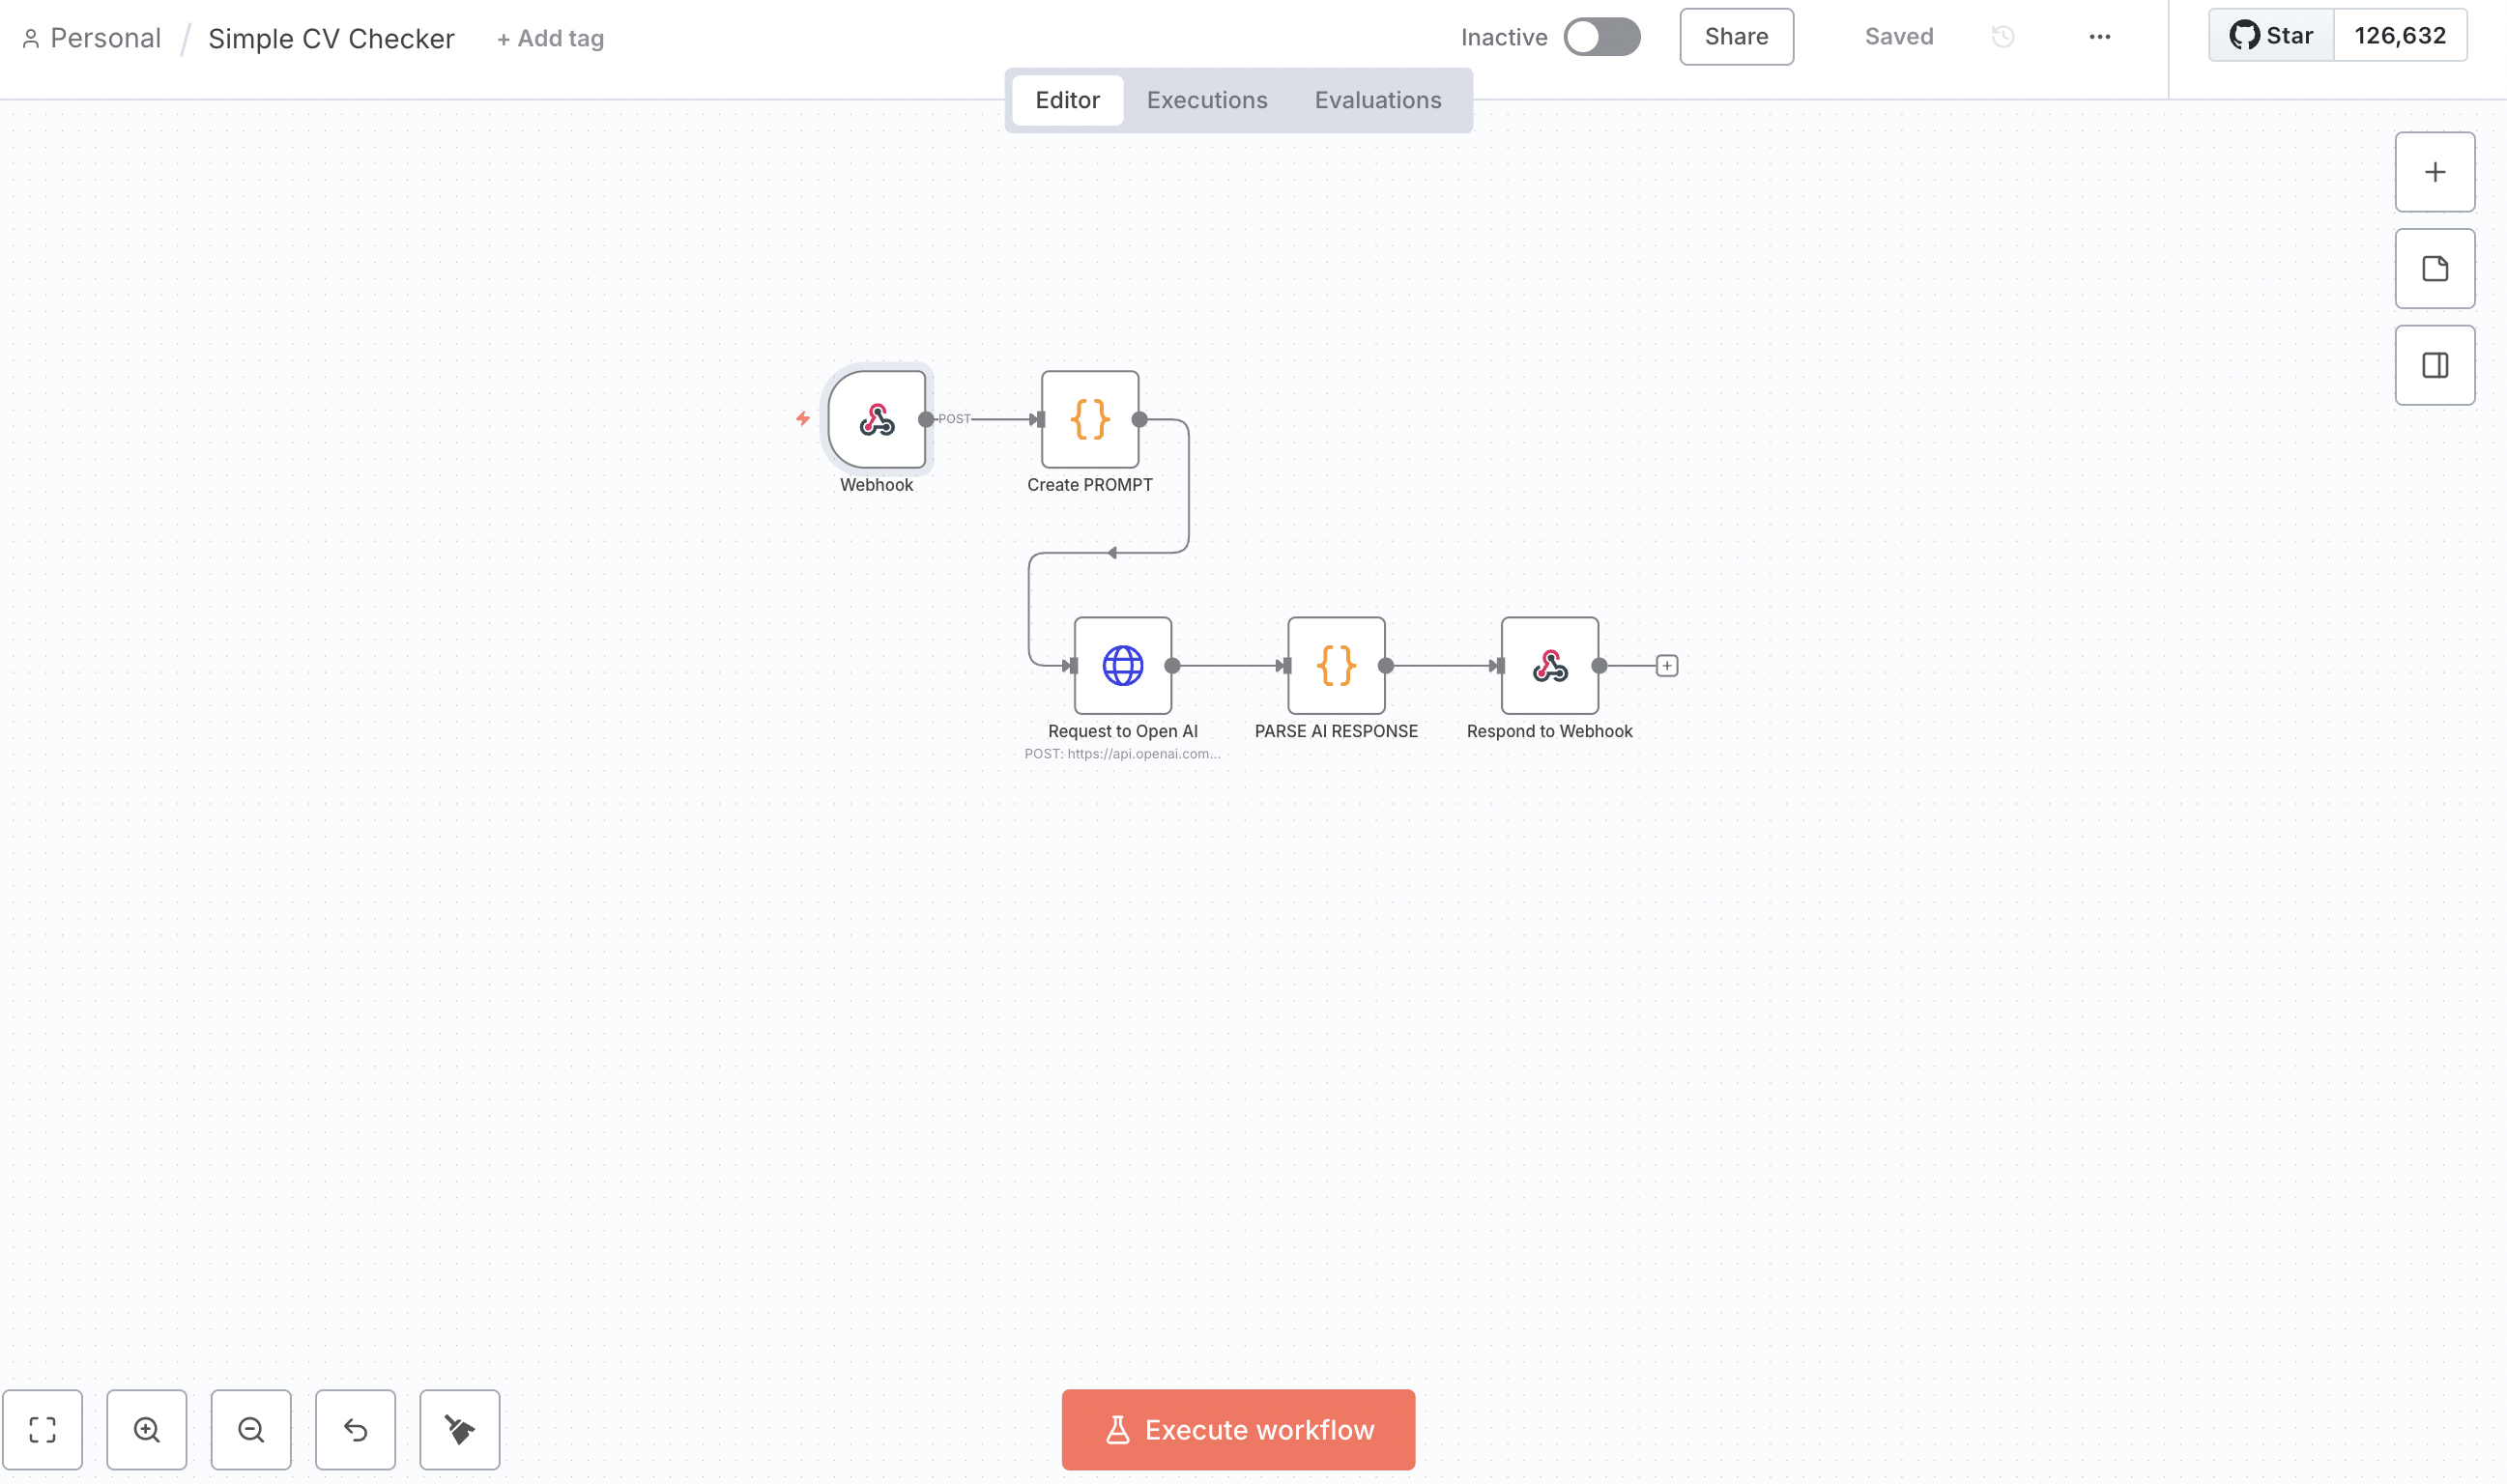 Personal / Simple CV Checker + Add tag Inactive Share Saved ... Star 126,632
Editor Executions Evaluations
POST
Webhook Create PROMPT
Request to Open AI PARSE AI RESPONSE Respond to Webhook
POST: https://api.openai.com...
Execute workflow